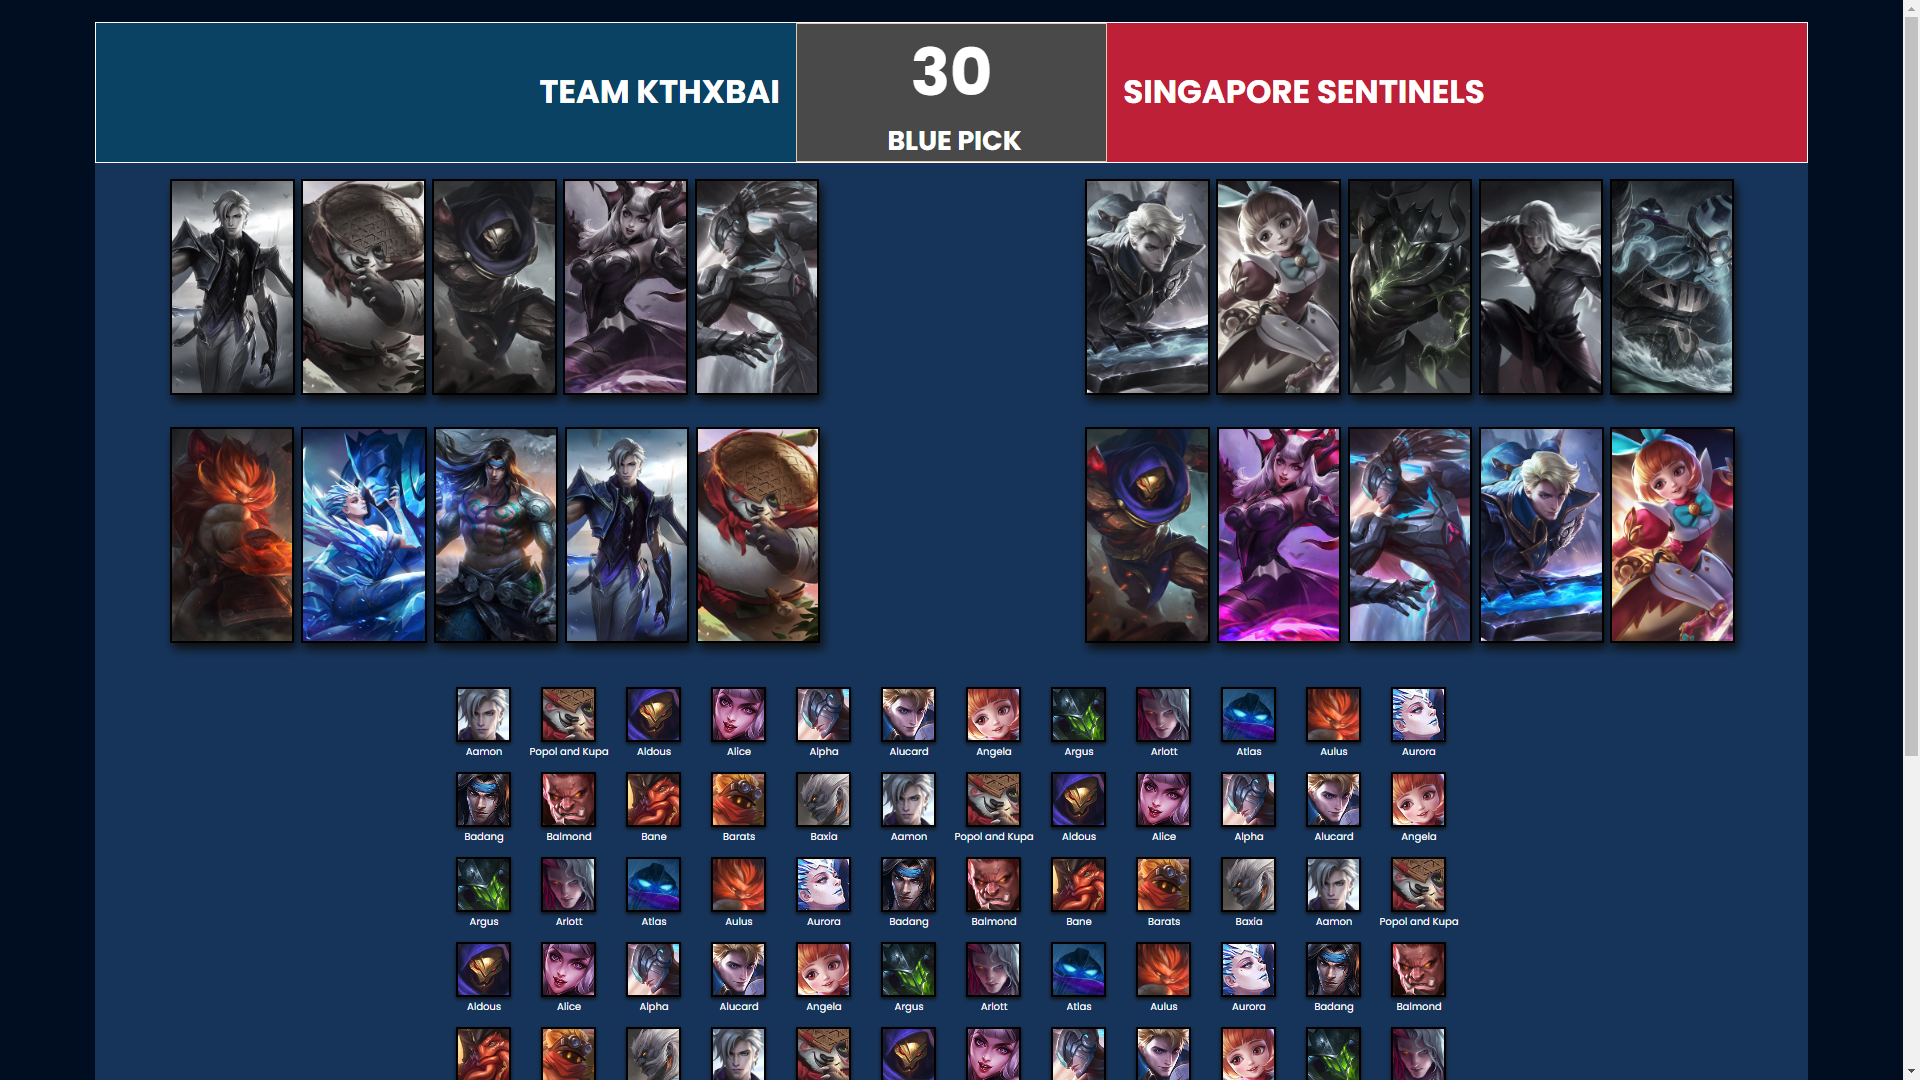 TEAM KTHXBAI
30
BLUE PICK
SINGAPORE SENTINELS
Aamon Popol and Kupa Aldous Alice Alpha Alucard Angela Argus Arlott Atlas Aulus Aurora
Badang Balmond Bane Barats Baxia Aamon Popol and Kupa Aldous Alice Alpha Alucard Angela
Argus Arlott Atlas Aulus Aurora Badang Balmond Bane Barats Baxia Aamon Popol and Kupa
Aldous Alice Alpha Alucard Angela Argus Arlott Atlas Aulus Aurora Badang Balmond